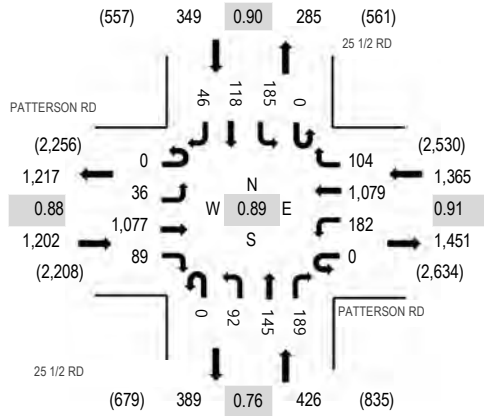 (557) 349 0.90 285 (561)
25 1/2 RD
46 118 185 0
PATTERSON RD
(2,256) (2,530)
0 104
1,217 1,365
36 N 1,079
0.88 W 0.89 E 0.91
1,077 S 182
1,202 1,451
89 0
(2,208) (2,634)
0 92 145 189
PATTERSON RD
25 1/2 RD
(679) 389 0.76 426 (835)